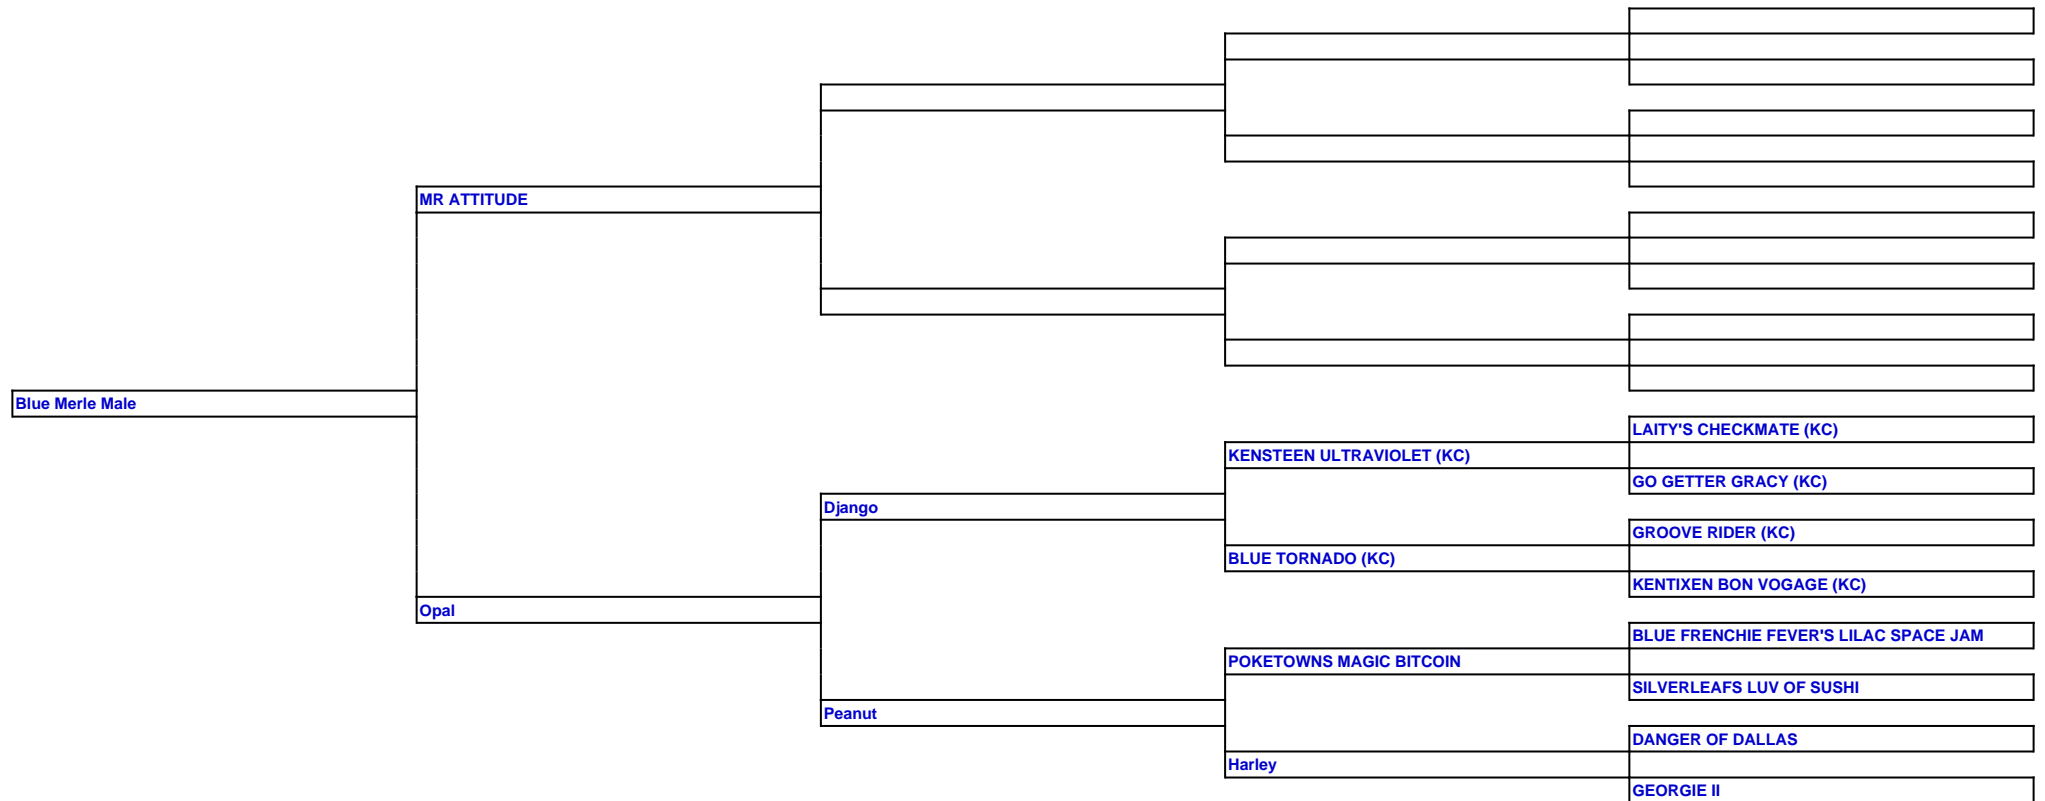 MR ATTITUDE
Blue Merle Male
LAITY'S CHECKMATE (KC)
KENSTEEN ULTRAVIOLET (KC)
GO GETTER GRACY (KC)
Django
GROOVE RIDER (KC)
BLUE TORNADO (KC)
KENTIXEN BON VOGAGE (KC)
Opal
BLUE FRENCHIE FEVER'S LILAC SPACE JAM
POKETOWNS MAGIC BITCOIN
SILVERLEAFS LUV OF SUSHI
Peanut
DANGER OF DALLAS
Harley
GEORGIE II